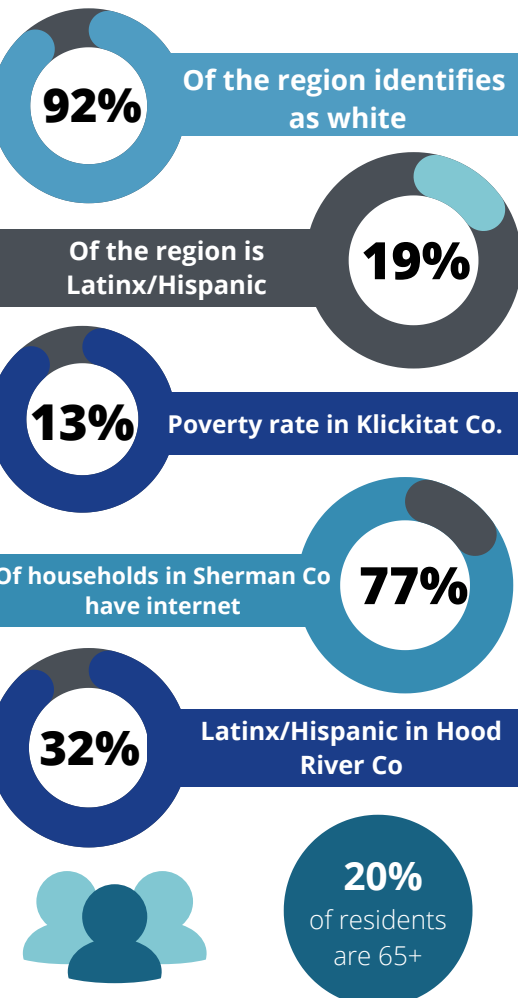 92%
Of the region identifies
as white
Of the region is
Latinx/Hispanic
19%
13%
Poverty rate in Klickitat Co.
Of households in Sherman Co
have internet
77%
32%
Latinx/Hispanic in Hood
River Co
20%
of residents
are 65+